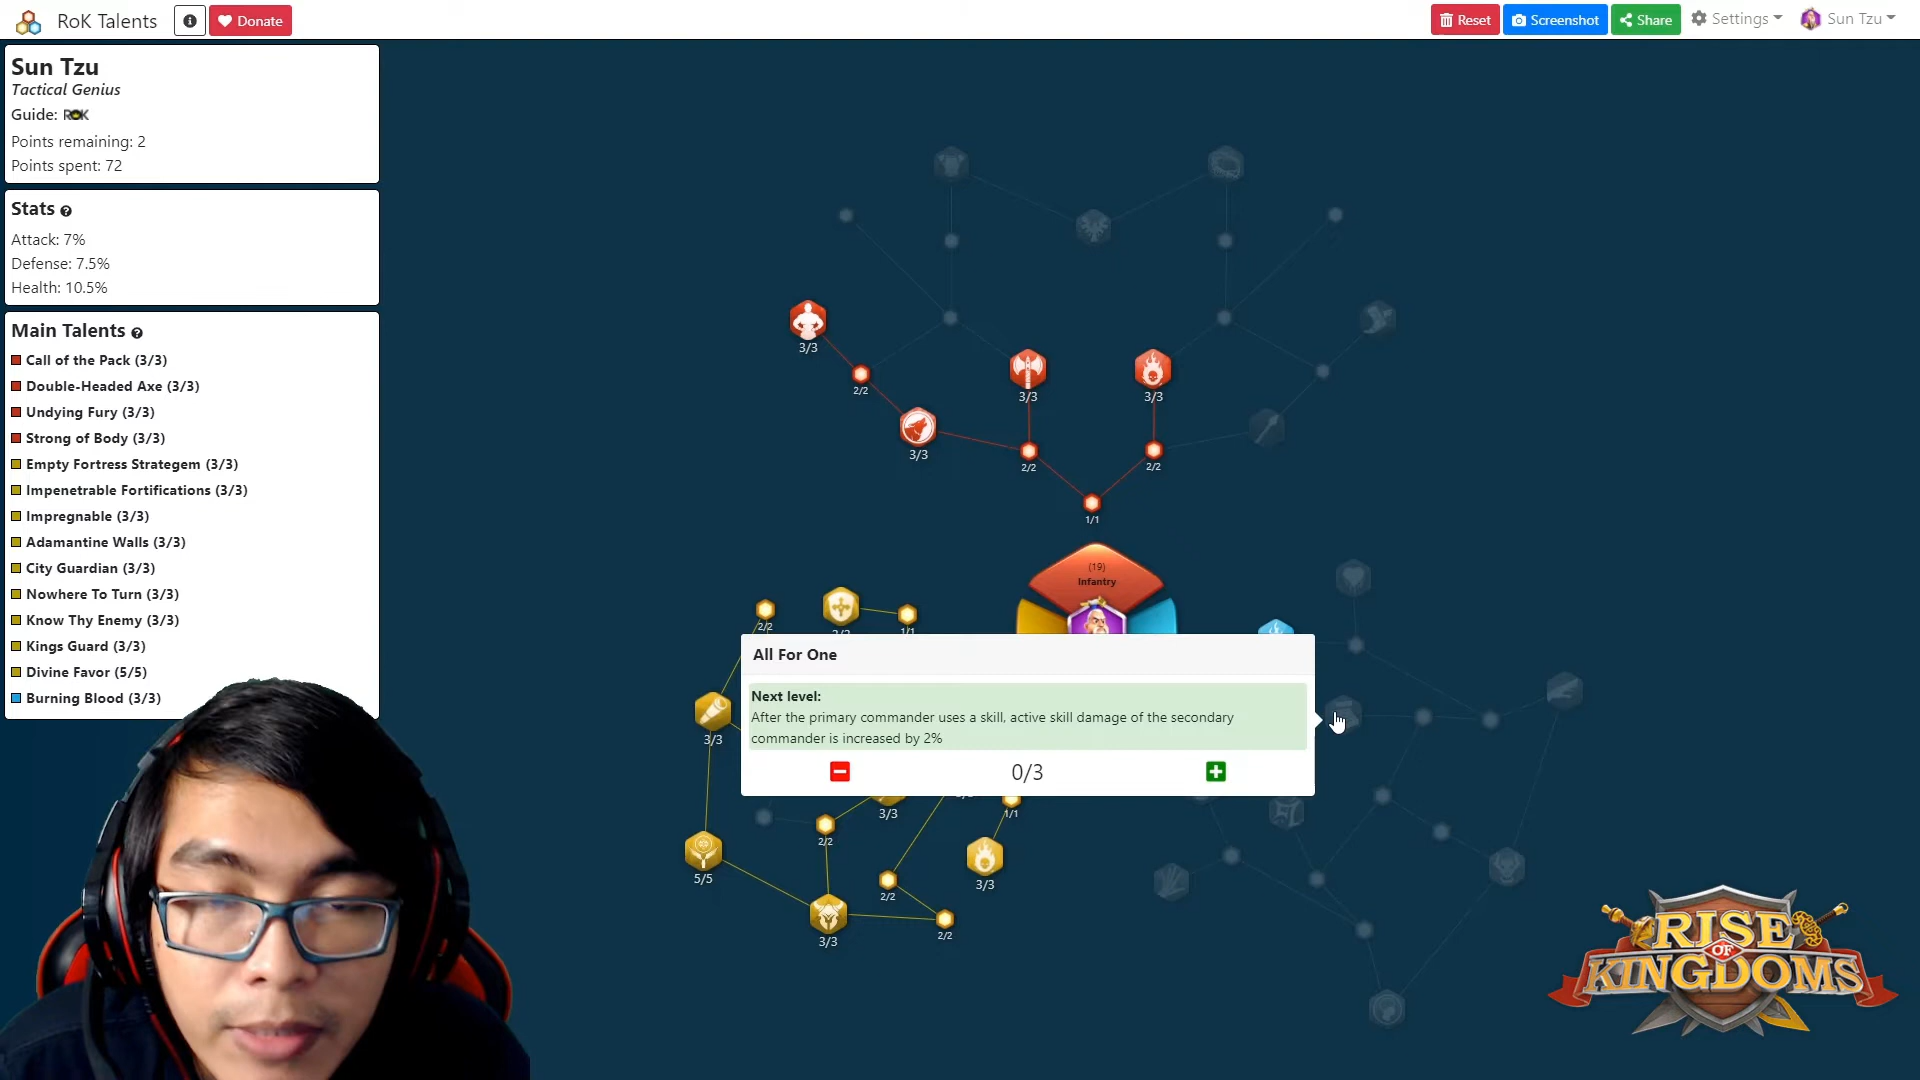 RoK Talents
Donate
Reset
Screenshot
Share
Settings
Sun Tzu
Sun Tzu
Tactical Genius
Guide: ROK
Points remaining: 2
Points spent: 72
Stats
Attack: 7%
Defense: 7.5%
Health: 10.5%
Main Talents
Call of the Pack (3/3)
Double-Headed Axe (3/3)
Undying Fury (3/3)
Strong of Body (3/3)
Empty Fortress Strategem (3/3)
Impenetrable Fortifications (3/3)
Impregnable (3/3)
Adamantine Walls (3/3)
City Guardian (3/3)
Nowhere To Turn (3/3)
Know Thy Enemy (3/3)
Kings Guard (3/3)
Divine Favor (5/5)
Burning Blood (3/3)
3/3
2/2
3/3
3/3
3/3
2/2
2/2
1/1
(19)
Infantry
2/2
1/1
All For One
Next level:
After the primary commander uses a skill, active skill damage of the secondary
commander is increased by 2%
0/3
3/3
3/3
1/1
2/2
5/5
3/3
2/2
3/3
2/2
RISE
OF
KINGDOMS